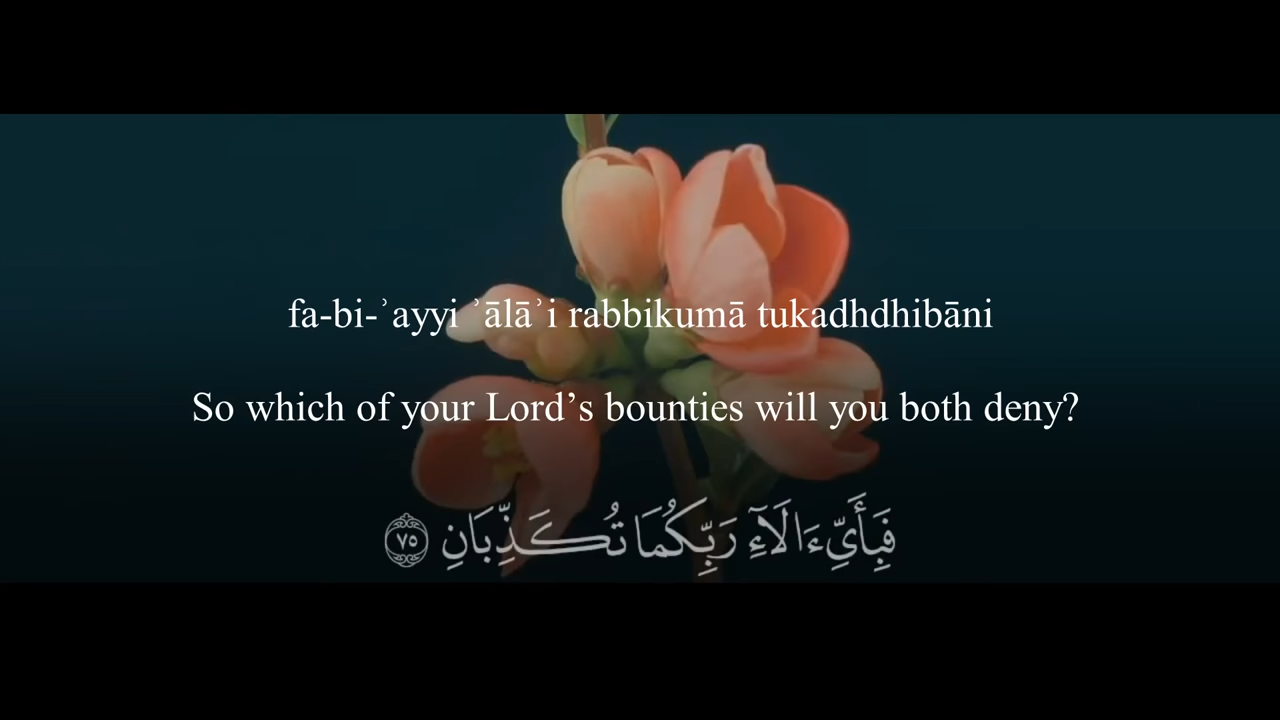 fa-bi-ʾayyi ʾālāʾi rabbikumā tukadhdhibāni
So which of your Lord’s bounties will you both deny?
فَبِأَىِّ ءَالَآءِ رَبِّكُمَا تُكَذِّبَانِ ٧٥